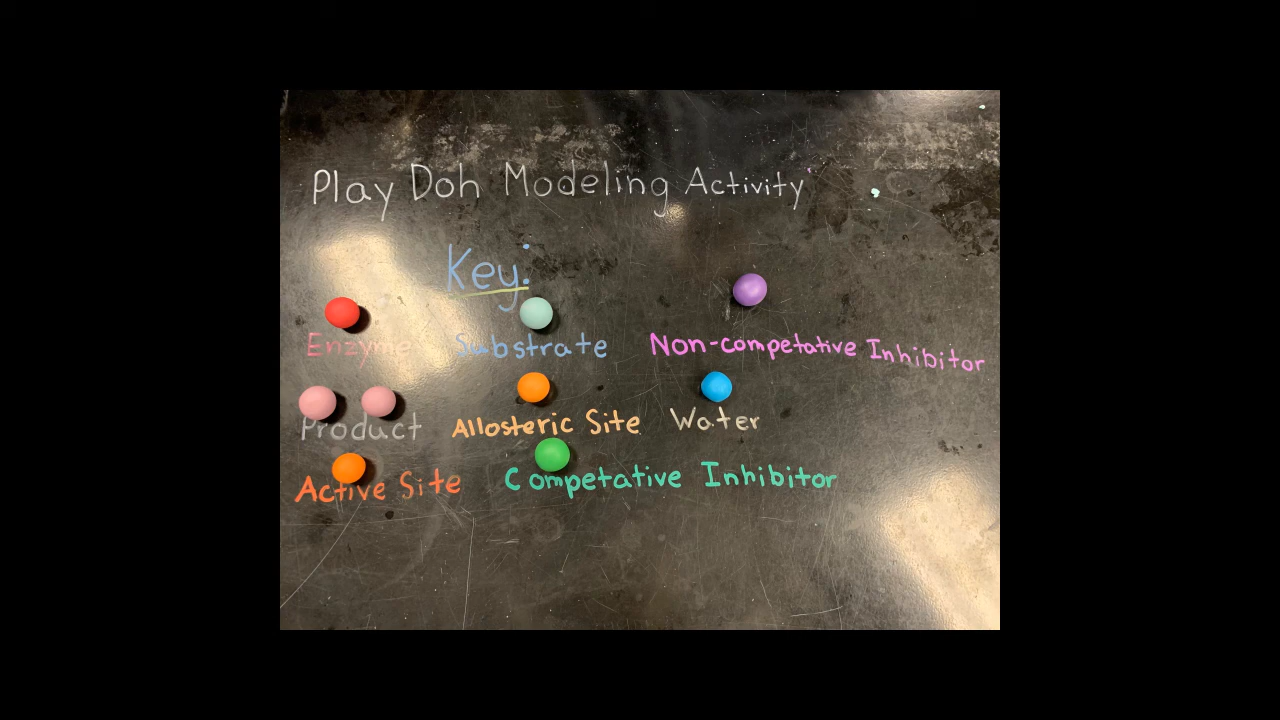 Play Doh Modeling Activity
Key:
Enzyme Substrate Non-competative Inhibitor
Product Allosteric Site Water
Active Site Competative Inhibitor